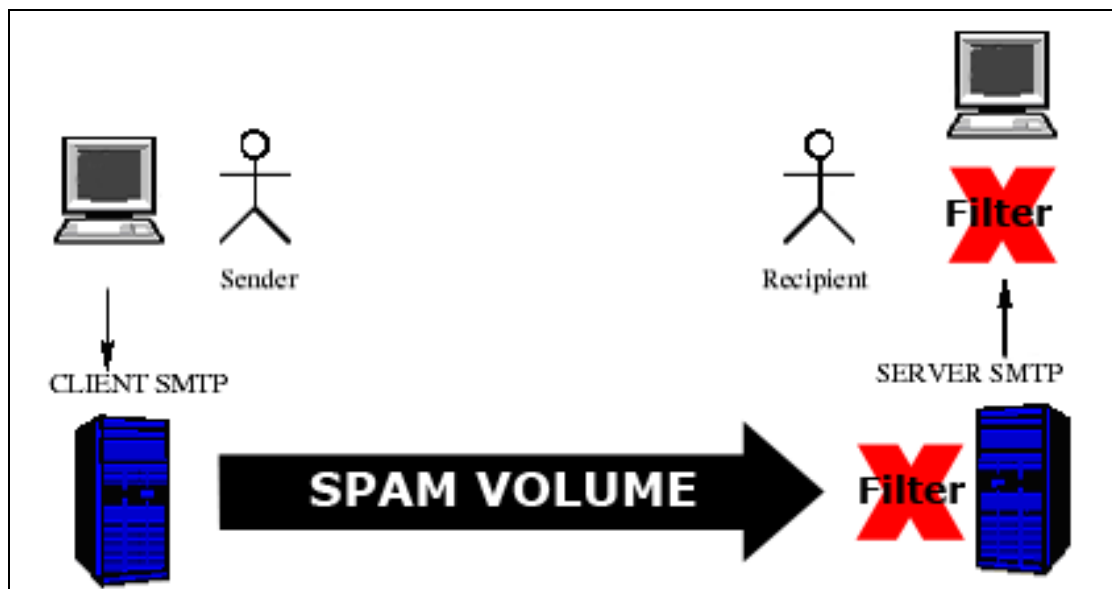 Filter
Sender
Recipient
CLIENT SMTP
SERVER SMTP
SPAM VOLUME
Filter